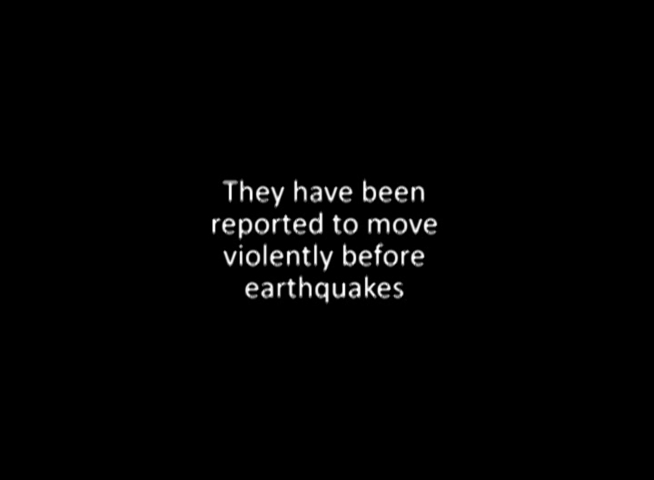 They have been
reported to move
violently before
earthquakes